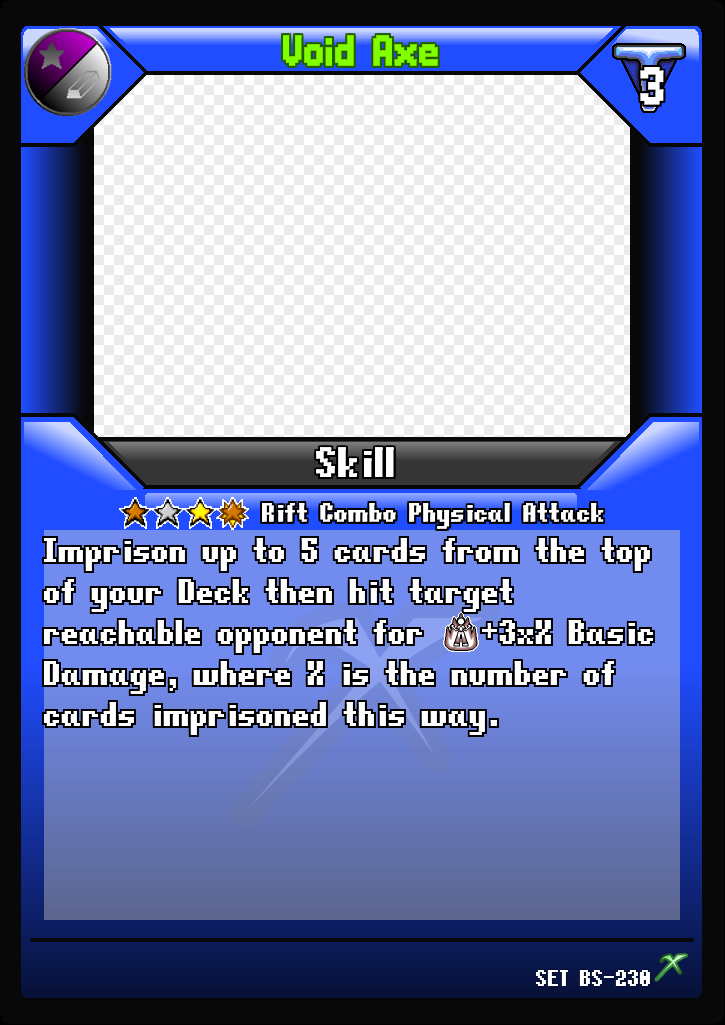 Void Axe
3
Skill
Rift Combo Physical Attack
Imprison up to 5 cards from the top
of your Deck then hit target
reachable opponent for +3xX Basic
Damage, where X is the number of
cards imprisoned this way.
SET BS-230